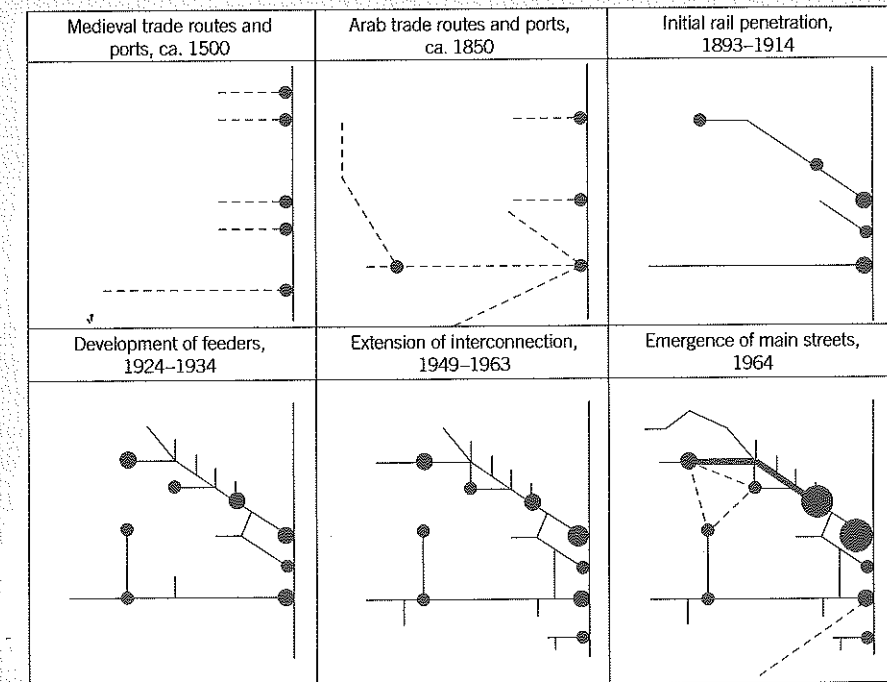 Medieval trade routes and
ports, ca. 1500
Arab trade routes and ports,
ca. 1850
Initial rail penetration,
1893–1914
Development of feeders,
1924–1934
Extension of interconnection,
1949–1963
Emergence of main streets,
1964